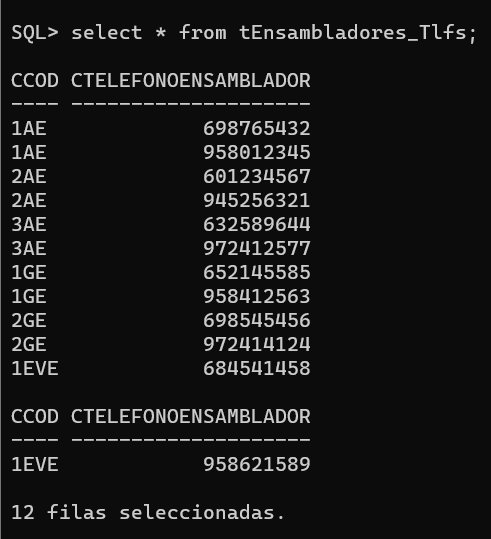 SQL> select * from tEnsambladores_Tlfs;
CCOD CTELEFONOENSAMBLADOR
---- --------------------
1AE 698765432
1AE 958012345
2AE 601234567
2AE 945256321
3AE 632589644
3AE 972412577
1GE 652145585
1GE 958412563
2GE 698545456
2GE 972414124
1EVE 684541458
CCOD CTELEFONOENSAMBLADOR
---- --------------------
1EVE 958621589
12 filas seleccionadas.